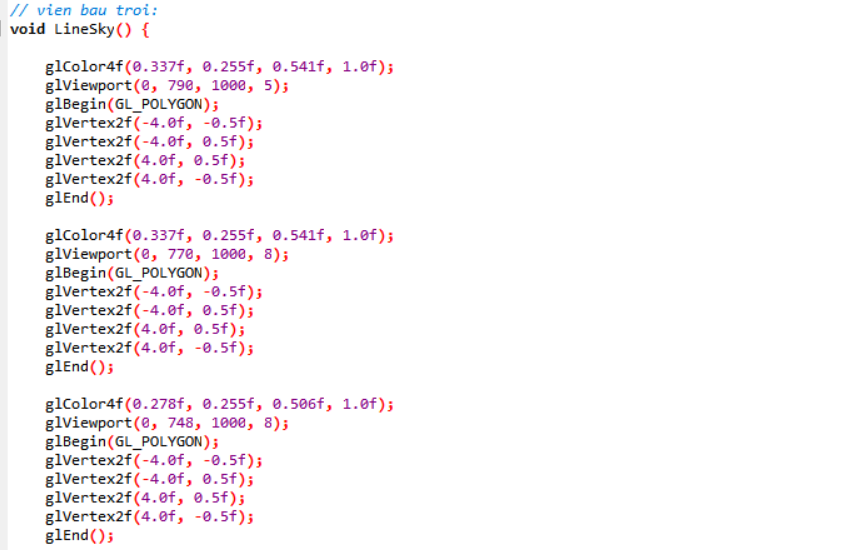 // vien bau troi:
void LineSky() {
glColor4f(0.337f, 0.255f, 0.541f, 1.0f);
glViewport(0, 790, 1000, 5);
glBegin(GL_POLYGON);
glVertex2f(-4.0f, -0.5f);
glVertex2f(-4.0f, 0.5f);
glVertex2f(4.0f, 0.5f);
glVertex2f(4.0f, -0.5f);
glEnd();
glColor4f(0.337f, 0.255f, 0.541f, 1.0f);
glViewport(0, 770, 1000, 8);
glBegin(GL_POLYGON);
glVertex2f(-4.0f, -0.5f);
glVertex2f(-4.0f, 0.5f);
glVertex2f(4.0f, 0.5f);
glVertex2f(4.0f, -0.5f);
glEnd();
glColor4f(0.278f, 0.255f, 0.506f, 1.0f);
glViewport(0, 748, 1000, 8);
glBegin(GL_POLYGON);
glVertex2f(-4.0f, -0.5f);
glVertex2f(-4.0f, 0.5f);
glVertex2f(4.0f, 0.5f);
glVertex2f(4.0f, -0.5f);
glEnd();